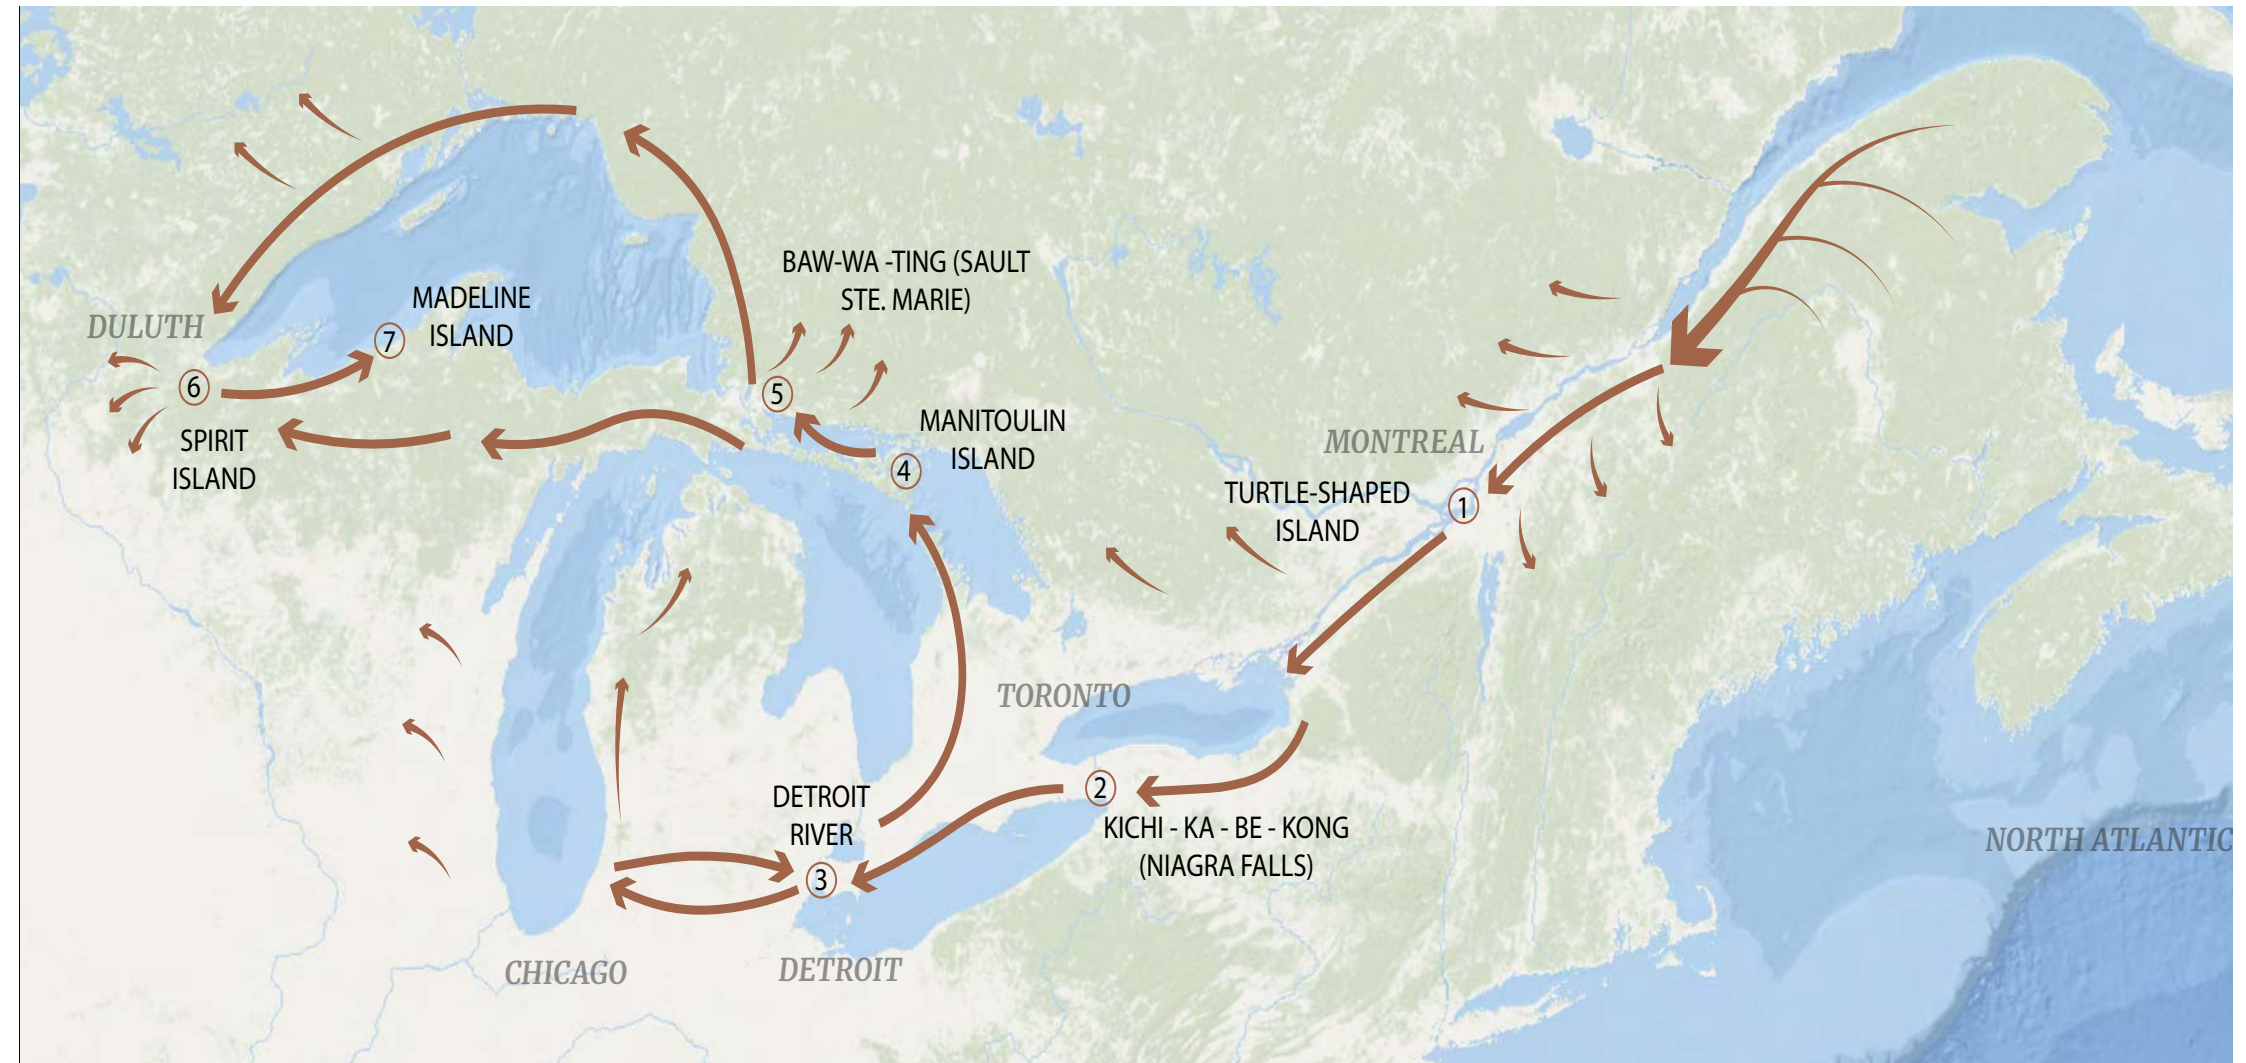 BAW-WA -TING (SAULT
STE. MARIE)
MADELINE
ISLAND
DULUTH
7
6
5
SPIRIT
ISLAND
MANITOULIN
ISLAND
4
MONTREAL
TURTLE-SHAPED
ISLAND
1
TORONTO
DETROIT
RIVER
2
KICHI - KA - BE - KONG
(NIAGRA FALLS)
3
NORTH ATLANTIC
CHICAGO
DETROIT